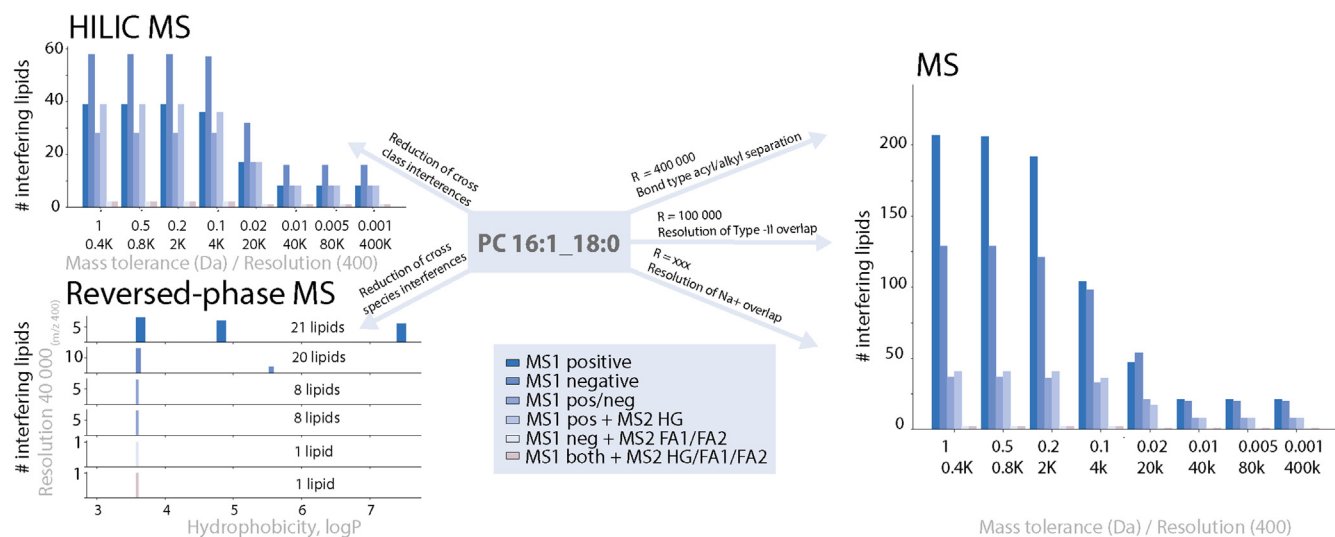 HILIC MS
# interfering lipids
60
40
20
0
1 0.5 0.2 0.1 0.02 0.01 0.005 0.001
0.4K 0.8K 2K 4K 20K 40K 80K 400K
Mass tolerance (Da) / Resolution (400)
Reversed-phase MS
# interfering lipids
Resolution 40 000 (m/z 400)
5 21 lipids
10 20 lipids
5 8 lipids
5 8 lipids
1 1 lipid
1 1 lipid
3 4 5 6 7
Hydrophobicity, logP
Reduction of cross
class interterences
Reduction of cross
species interferences
PC 16:1_18:0
R = 400 000
Bond type acyl/alkyl separation
R = 100 000
Resolution of Type -II overlap
R = xxx
Resolution of Na+ overlap
MS1 positive
MS1 negative
MS1 pos/neg
MS1 pos + MS2 HG
MS1 neg + MS2 FA1/FA2
MS1 both + MS2 HG/FA1/FA2
MS
# interfering lipids
200
150
100
50
0
1 0.5 0.2 0.1 0.02 0.01 0.005 0.001
0.4K 0.8K 2K 4k 20k 40k 80k 400k
Mass tolerance (Da) / Resolution (400)